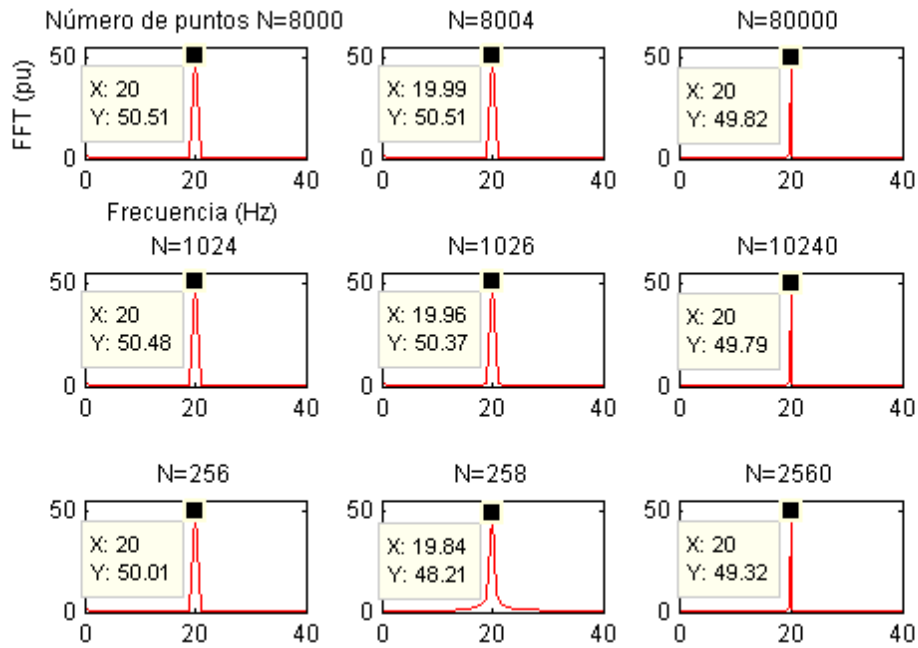 Número de puntos N=8000
N=8004
N=80000
FFT (pu)
50
0
X: 20
Y: 50.51
0 20 40
50
0
X: 19.99
Y: 50.51
0 20 40
50
0
X: 20
Y: 49.82
0 20 40
Frecuencia (Hz)
N=1024
N=1026
N=10240
50
0
X: 20
Y: 50.48
0 20 40
50
0
X: 19.96
Y: 50.37
0 20 40
50
0
X: 20
Y: 49.79
0 20 40
N=256
N=258
N=2560
50
0
X: 20
Y: 50.01
0 20 40
50
0
X: 19.84
Y: 48.21
0 20 40
50
0
X: 20
Y: 49.32
0 20 40